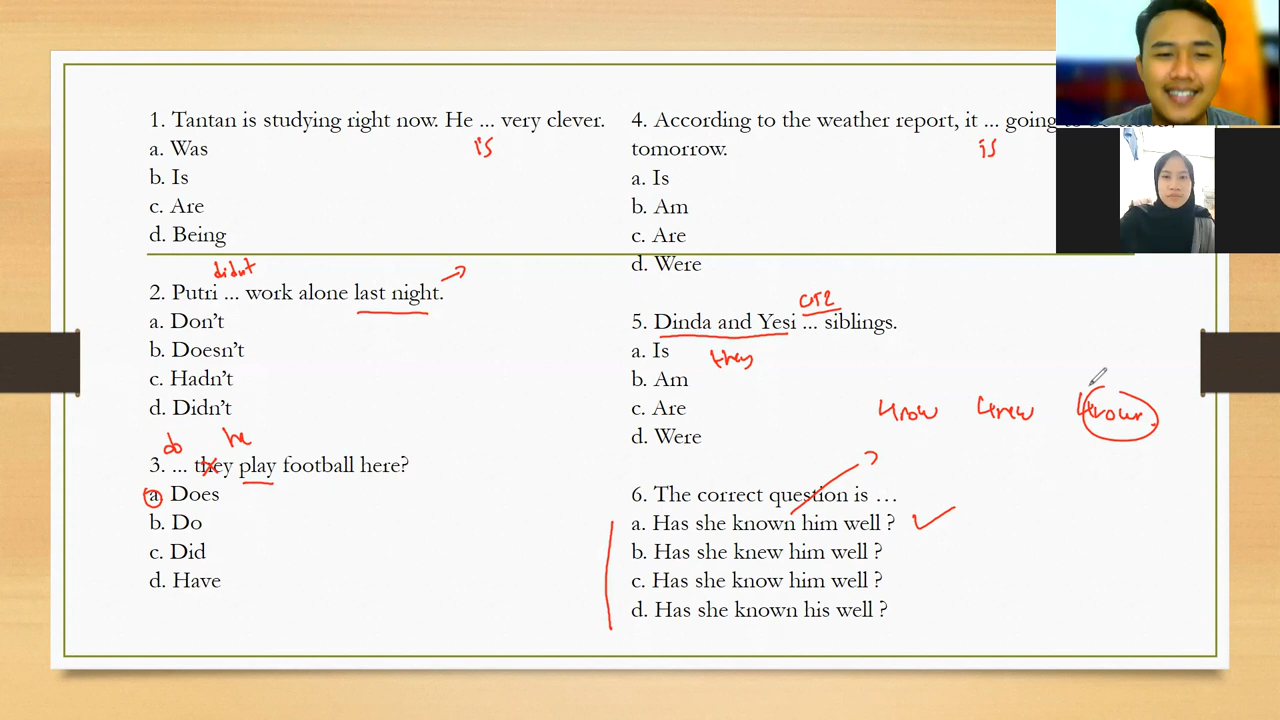 1. Tantan is studying right now. He ... very clever.
is
a. Was
b. Is
c. Are
d. Being
didnt
2. Putri ... work alone last night.
a. Don't
b. Doesn't
c. Hadn't
d. Didn't
do he
3. ... they play football here?
a. Does
b. Do
c. Did
d. Have
4. According to the weather report, it ... going to be
tomorrow.
is
a. Is
b. Am
c. Are
d. Were
5. Dinda and Yesi ... siblings.
they
a. Is
b. Am
c. Are
d. Were
know knew known
6. The correct question is …
a. Has she known him well ?
b. Has she knew him well ?
c. Has she know him well ?
d. Has she known his well ?